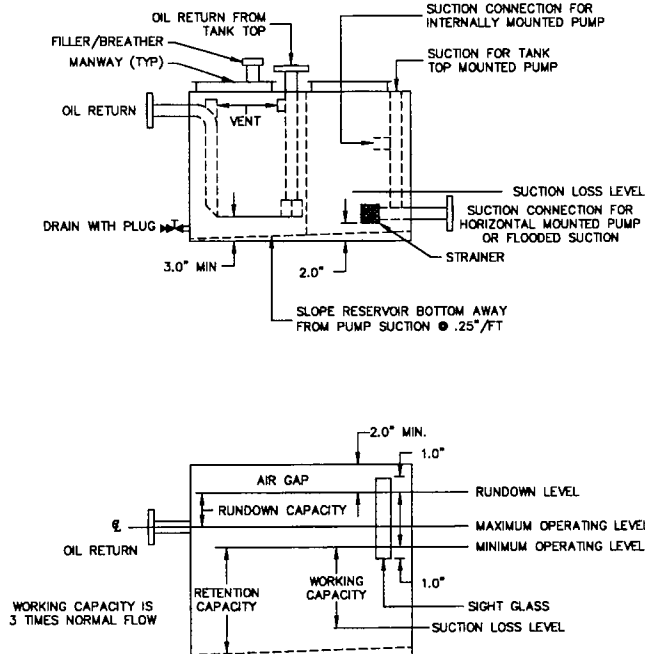 OIL RETURN FROM
TANK TOP
SUCTION CONNECTION FOR
INTERNALLY MOUNTED PUMP
FILLER/BREATHER
MANWAY (TYP)
SUCTION FOR TANK
TOP MOUNTED PUMP
OIL RETURN
VENT
SUCTION LOSS LEVEL
DRAIN WITH PLUG
SUCTION CONNECTION FOR
HORIZONTAL MOUNTED PUMP
OR FLOODED SUCTION
STRAINER
3.0" MIN
2.0"
SLOPE RESERVOIR BOTTOM AWAY
FROM PUMP SUCTION @ .25"/FT
2.0" MIN.
1.0"
AIR GAP
RUNDOWN LEVEL
RUNDOWN CAPACITY
℄
MAXIMUM OPERATING LEVEL
OIL RETURN
MINIMUM OPERATING LEVEL
1.0"
RETENTION
CAPACITY
WORKING
CAPACITY
WORKING CAPACITY IS
3 TIMES NORMAL FLOW
SIGHT GLASS
SUCTION LOSS LEVEL